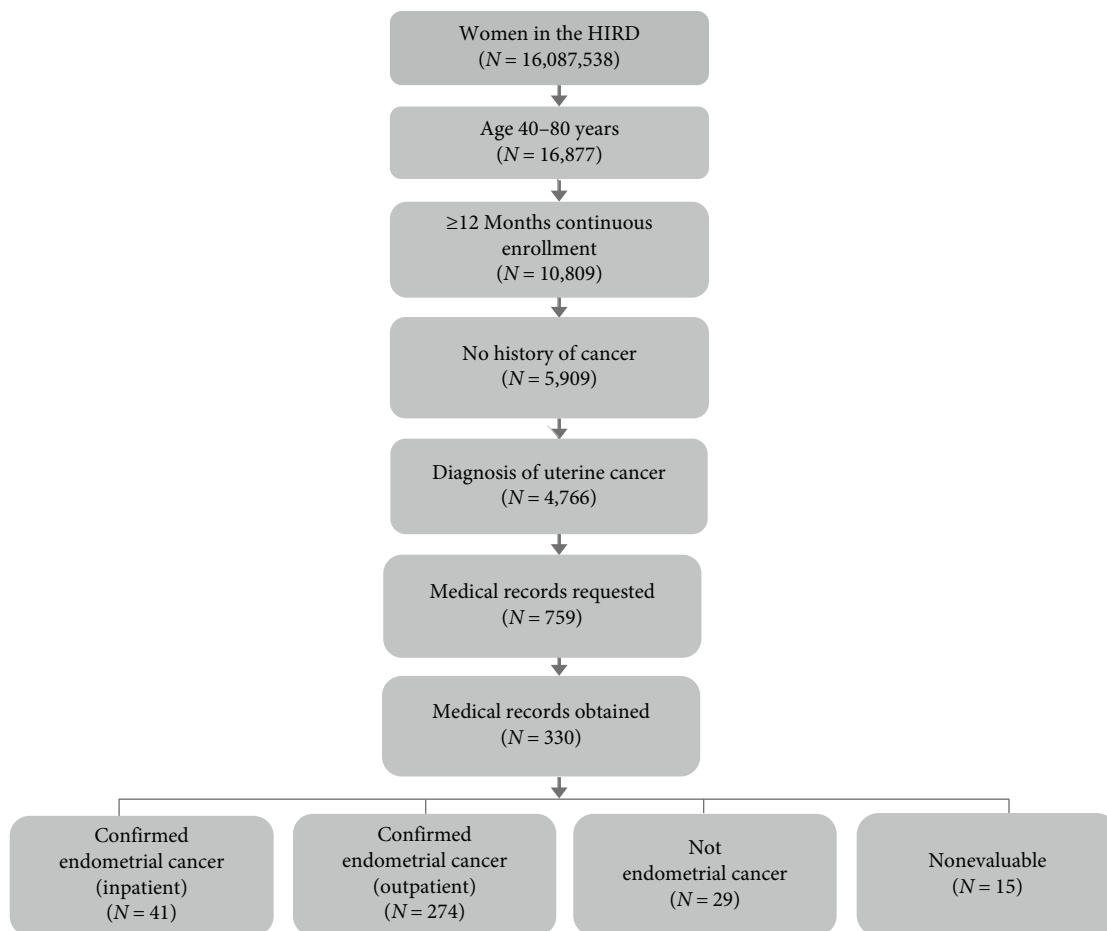 Women in the HIRD
(N = 16,087,538)
Age 40–80 years
(N = 16,877)
≥12 Months continuous
enrollment
(N = 10,809)
No history of cancer
(N = 5,909)
Diagnosis of uterine cancer
(N = 4,766)
Medical records requested
(N = 759)
Medical records obtained
(N = 330)
Confirmed
endometrial cancer
(inpatient)
(N = 41)
Confirmed
endometrial cancer
(outpatient)
(N = 274)
Not
endometrial cancer
(N = 29)
Nonevaluable
(N = 15)